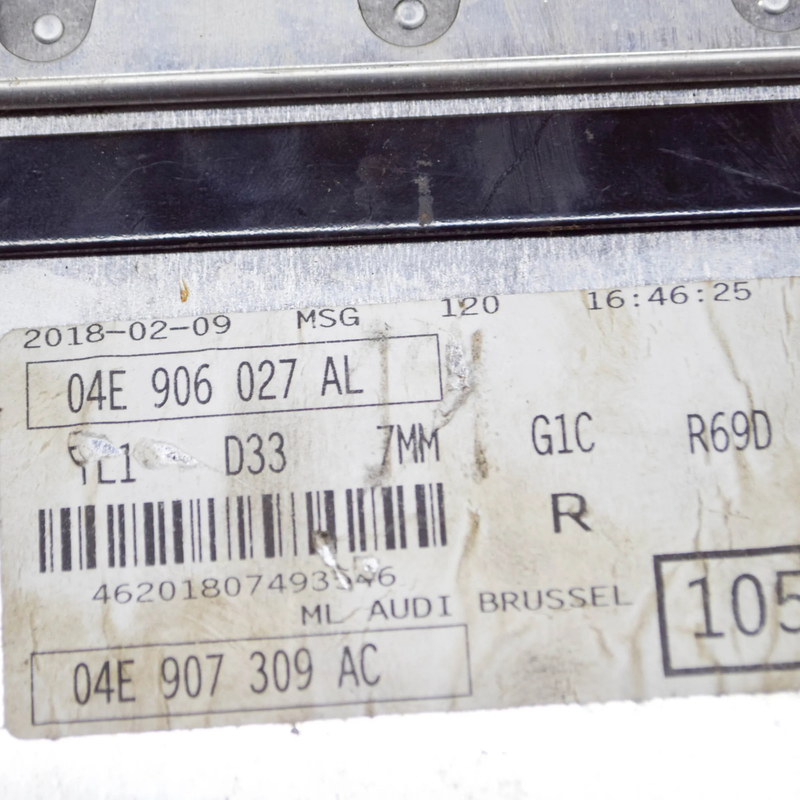 2018-02-09 MSG 120 16:46:25
04E 906 027 AL
D33 7MM G1C R69D
R
ML AUDI BRUSSEL
105
04E 907 309 AC